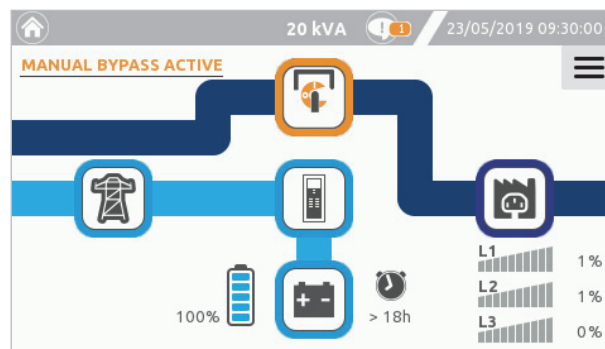 20 kVA ! 1 23/05/2019 09:30:00
MANUAL BYPASS ACTIVE
L1 1%
L2 1%
L3 0%
100%
> 18h